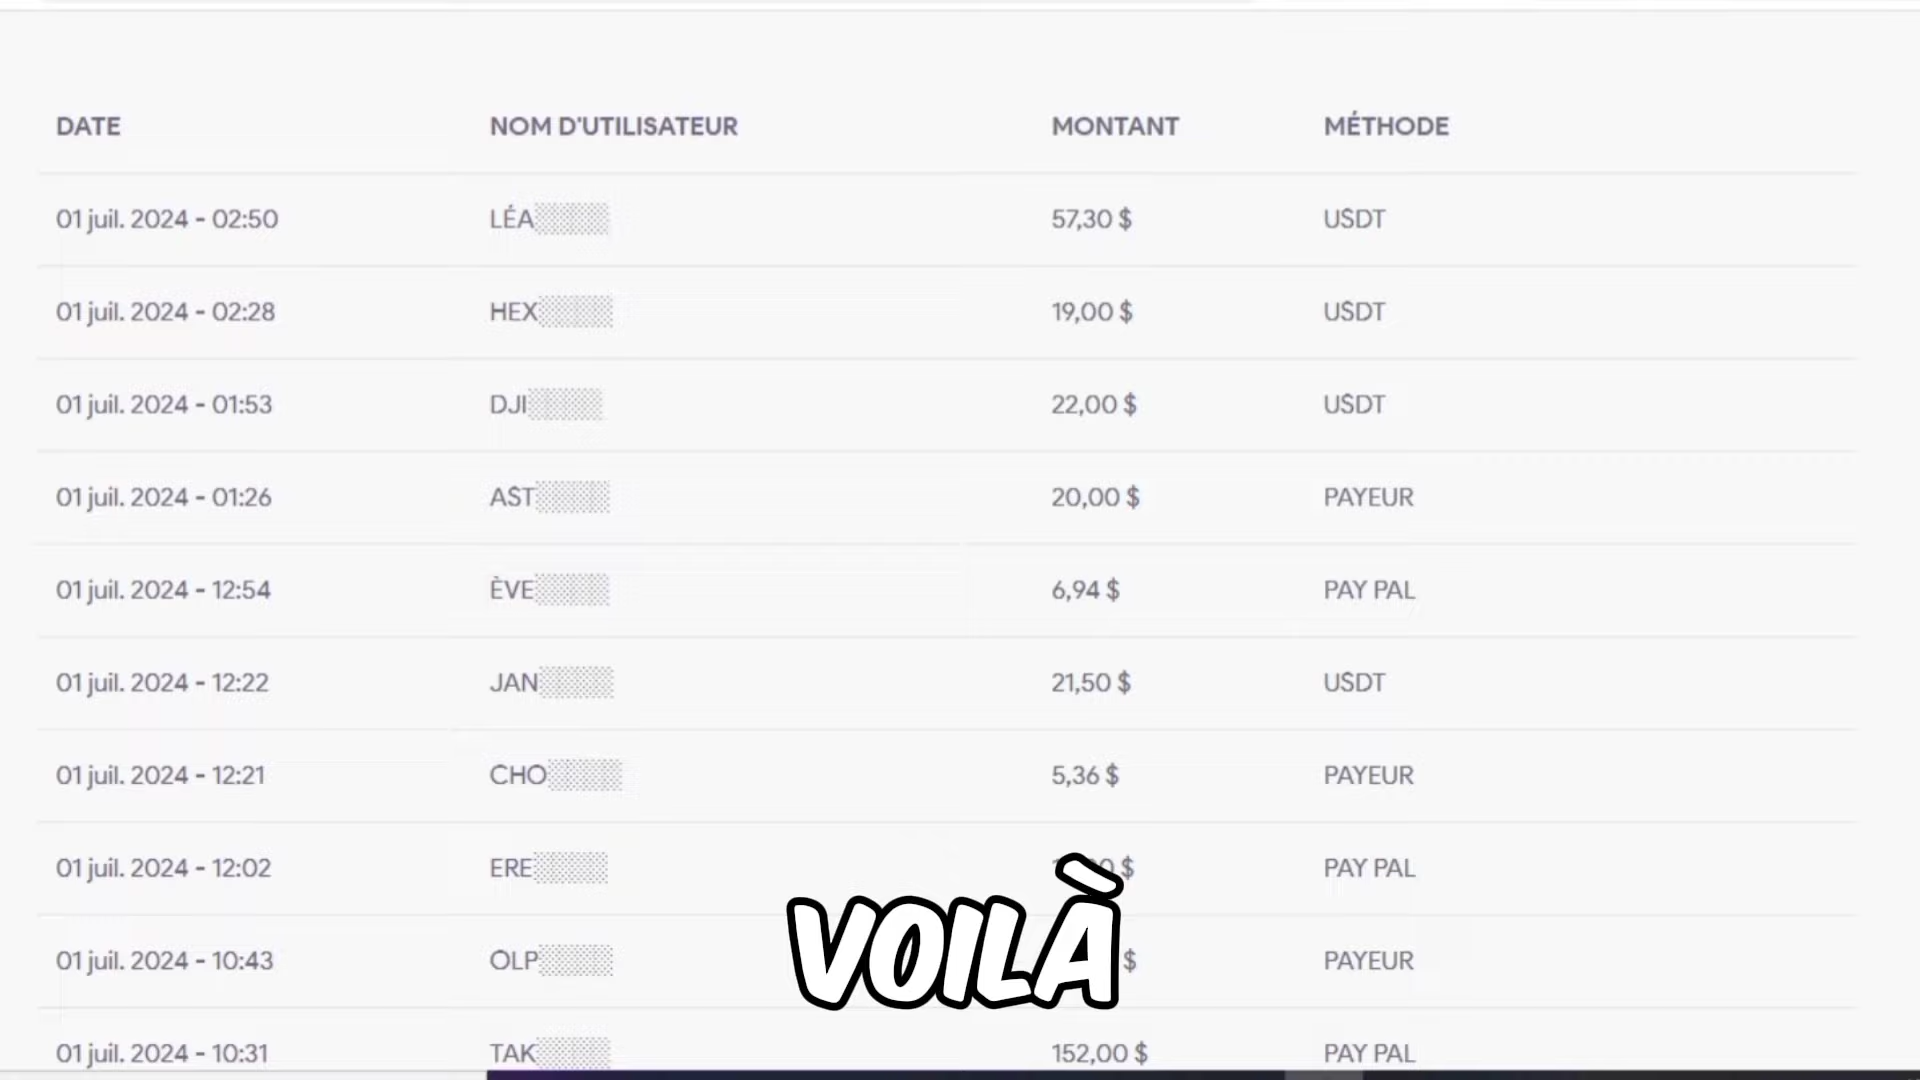 DATE NOM D'UTILISATEUR MONTANT MÉTHODE
01 juil. 2024 - 02:50 LÉA 57,30 $ USDT
01 juil. 2024 - 02:28 HEX 19,00 $ USDT
01 juil. 2024 - 01:53 DJI 22,00 $ USDT
01 juil. 2024 - 01:26 AST 20,00 $ PAYEUR
01 juil. 2024 - 12:54 ÈVE 6,94 $ PAY PAL
01 juil. 2024 - 12:22 JAN 21,50 $ USDT
01 juil. 2024 - 12:21 CHO 5,36 $ PAYEUR
01 juil. 2024 - 12:02 ERE $ PAY PAL
01 juil. 2024 - 10:43 OLP $ PAYEUR
VOILÀ
01 juil. 2024 - 10:31 TAK 152,00 $ PAY PAL